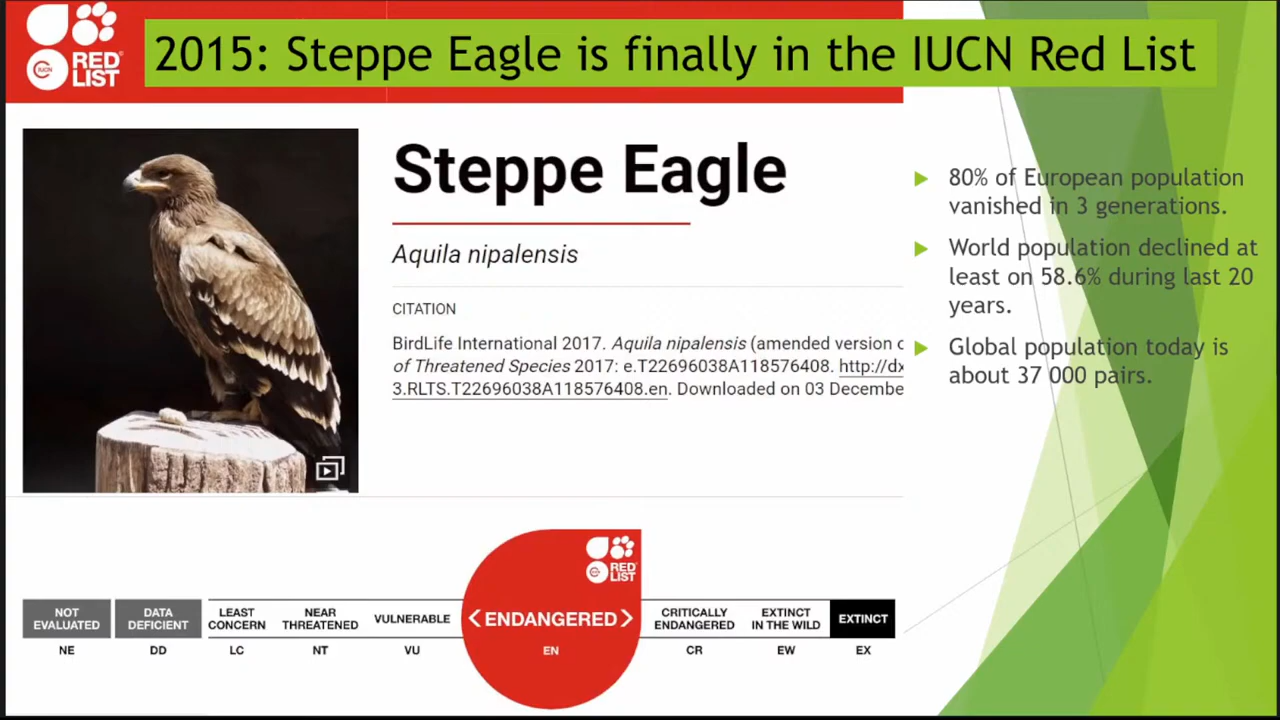 RED
LIST
IUCN
2015: Steppe Eagle is finally in the IUCN Red List
Steppe Eagle
Aquila nipalensis
CITATION
BirdLife International 2017. Aquila nipalensis (amended version
of Threatened Species 2017: e.T22696038A118576408. http://dx
3.RLTS.T22696038A118576408.en. Downloaded on 03 Decembe
80% of European population
vanished in 3 generations.
World population declined at
least on 58.6% during last 20
years.
Global population today is
about 37 000 pairs.
RED
LIST
NOT
EVALUATED
NE
DATA
DEFICIENT
DD
LEAST
CONCERN
LC
NEAR
THREATENED
NT
VULNERABLE
VU
<ENDANGERED>
EN
CRITICALLY
ENDANGERED
CR
EXTINCT
IN THE WILD
EW
EXTINCT
EX